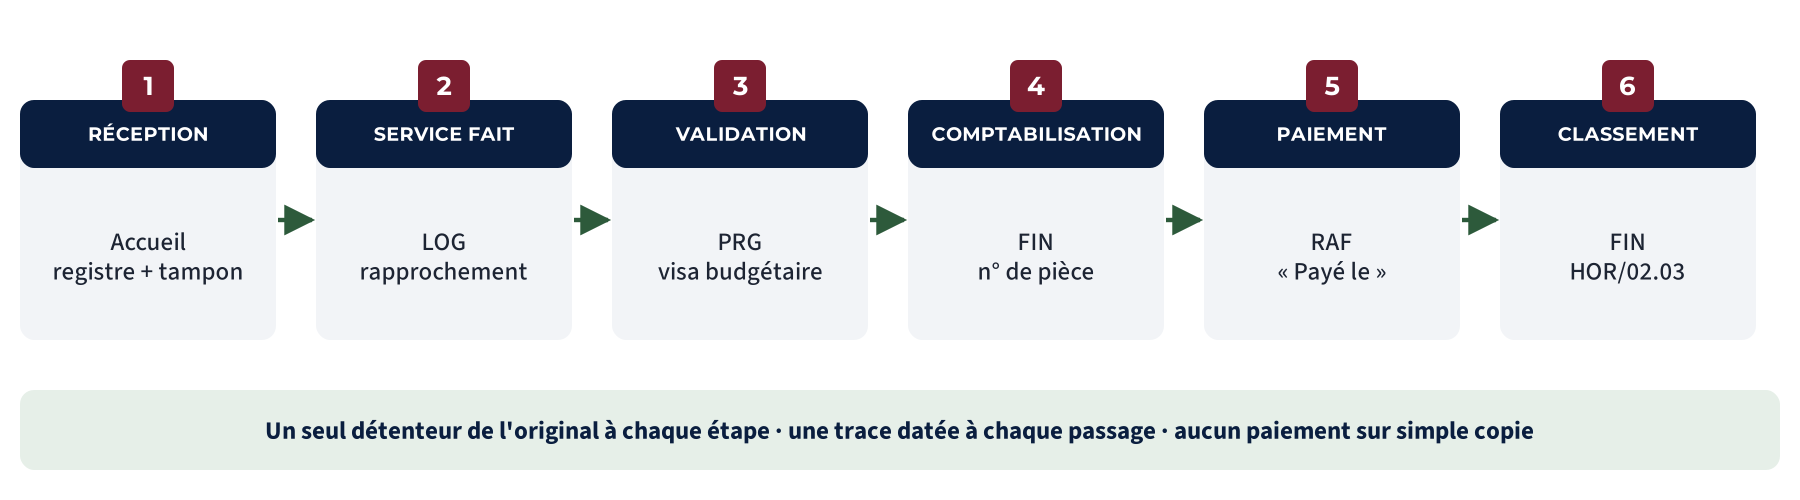 1
RÉCEPTION
Accueil
registre + tampon
2
SERVICE FAIT
LOG
rapprochement
3
VALIDATION
PRG
visa budgétaire
4
COMPTABILISATION
FIN
n° de pièce
5
PAIEMENT
RAF
« Payé le »
6
CLASSEMENT
FIN
HOR/02.03
Un seul détenteur de l'original à chaque étape · une trace datée à chaque passage · aucun paiement sur simple copie